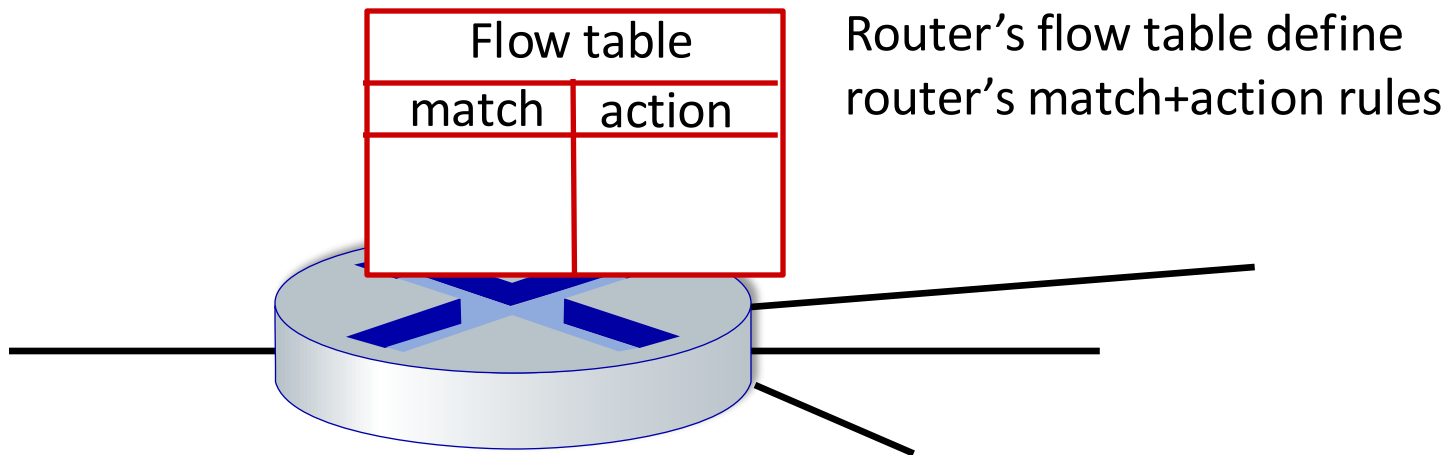 Flow table
match action
Router’s flow table define
router’s match+action rules